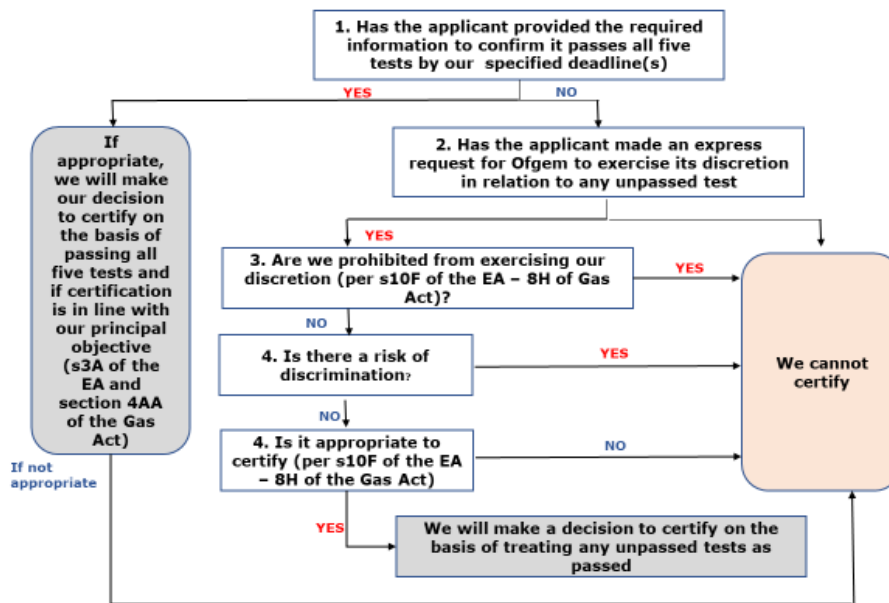 1. Has the applicant provided the required
information to confirm it passes all five
tests by our specified deadline(s)
YES
NO
If
appropriate,
we will make
our decision
to certify on
the basis of
passing all
five tests and
if certification
is in line with
our principal
objective
(s3A of the
EA and
section 4AA
of the Gas
Act)
2. Has the applicant made an express
request for Ofgem to exercise its discretion
in relation to any unpassed test
YES
3. Are we prohibited from exercising our
discretion (per s10F of the EA – 8H of Gas
Act)?
YES
NO
4. Is there a risk of
discrimination?
YES
We cannot
certify
NO
4. Is it appropriate to
certify (per s10F of the EA
– 8H of the Gas Act)
NO
If not
appropriate
YES
We will make a decision to certify on the
basis of treating any unpassed tests as
passed